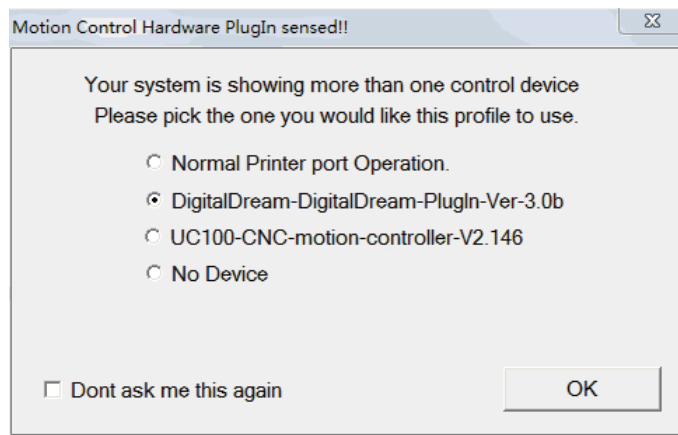 Motion Control Hardware PlugIn sensed!!
Your system is showing more than one control device
Please pick the one you would like this profile to use.
Normal Printer port Operation.
DigitalDream-DigitalDream-PlugIn-Ver-3.0b
UC100-CNC-motion-controller-V2.146
No Device
Dont ask me this again
OK